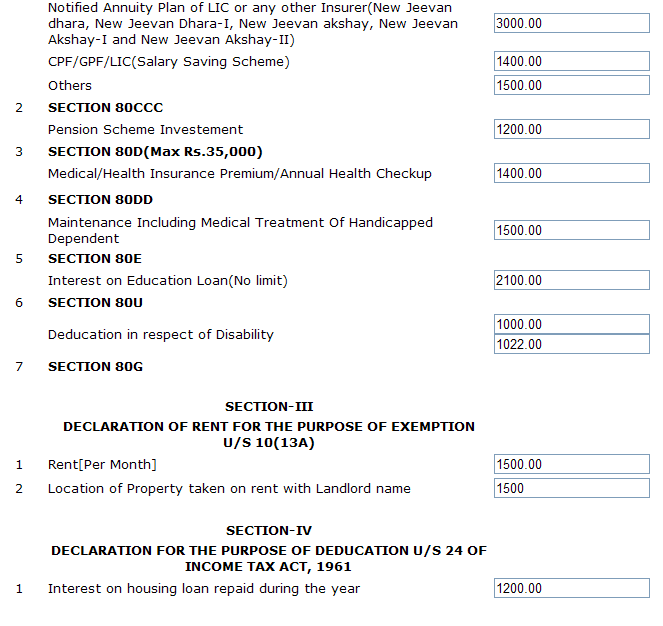 Notified Annuity Plan of LIC or any other Insurer(New Jeevan
dhara, New Jeevan Dhara-I, New Jeevan akshay, New Jeevan
Akshay-I and New Jeevan Akshay-II)
3000.00
CPF/GPF/LIC(Salary Saving Scheme) 1400.00
Others 1500.00
2 SECTION 80CCC
Pension Scheme Investement 1200.00
3 SECTION 80D(Max Rs.35,000)
Medical/Health Insurance Premium/Annual Health Checkup 1400.00
4 SECTION 80DD
Maintenance Including Medical Treatment Of Handicapped
Dependent
1500.00
5 SECTION 80E
Interest on Education Loan(No limit) 2100.00
6 SECTION 80U
Deducation in respect of Disability
1000.00
1022.00
7 SECTION 80G
SECTION-III
DECLARATION OF RENT FOR THE PURPOSE OF EXEMPTION
U/S 10(13A)
1 Rent[Per Month] 1500.00
2 Location of Property taken on rent with Landlord name 1500
SECTION-IV
DECLARATION FOR THE PURPOSE OF DEDUCATION U/S 24 OF
INCOME TAX ACT, 1961
1 Interest on housing loan repaid during the year 1200.00